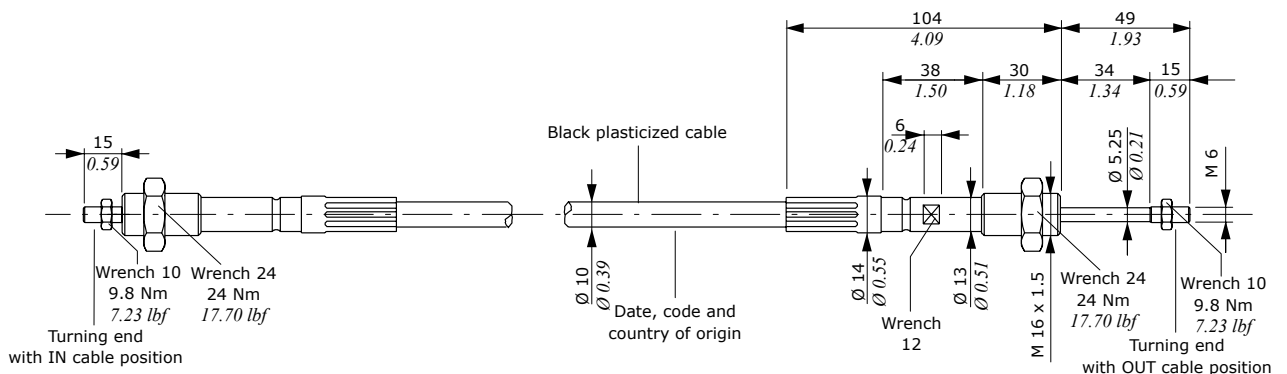 104
4.09
49
1.93
38
1.50
30
1.18
34
1.34
15
0.59
15
0.59
Black plasticized cable
6
0.24
Ø 5.25
Ø 0.21
M 6
Wrench 10
9.8 Nm
7.23 lbf
Wrench 24
24 Nm
17.70 lbf
Turning end
with IN cable position
Ø 10
Ø 0.39
Date, code and
country of origin
Ø 14
Ø 0.55
Wrench
12
Ø 13
Ø 0.51
M 16 x 1.5
Wrench 24
24 Nm
17.70 lbf
Wrench 10
9.8 Nm
7.23 lbf
Turning end
with OUT cable position